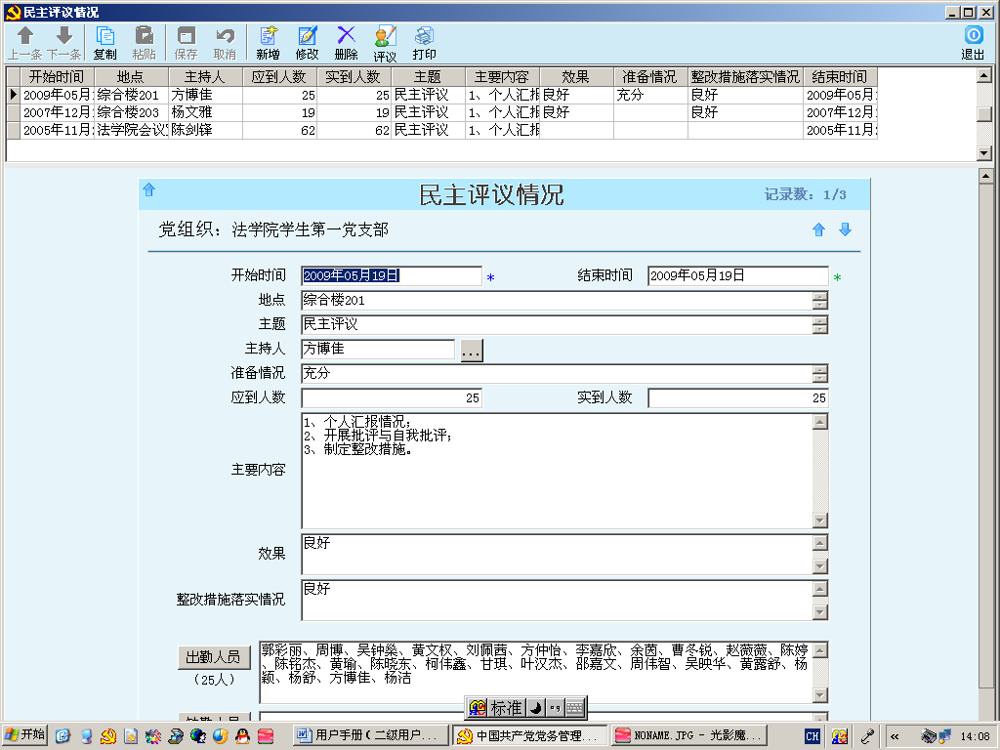 民主评议情况
上一条 下一条 复制 粘贴 保存 取消 新增 修改 删除 评议 打印 退出
开始时间 地点 主持人 应到人数 实到人数 主题 主要内容 效果 准备情况 整改措施落实情况 结束时间
2009年05月 综合楼201 方博佳 25 25 民主评议 1、个人汇报 良好 充分 良好 2009年05月
2007年12月 综合楼203 杨文雅 19 19 民主评议 1、个人汇报 良好 良好 2007年12月
2005年11月 法学院会议 陈剑锋 62 62 民主评议 1、个人汇报 2005年11月
民主评议情况 记录数：1/3
党组织：法学院学生第一党支部
开始时间 2009年05月19日 * 结束时间 2009年05月19日 *
地点 综合楼201
主题 民主评议
主持人 方博佳 ...
准备情况 充分
应到人数 25 实到人数 25
主要内容 1、个人汇报情况；
2、开展批评与自我批评；
3、制定整改措施。
效果 良好
整改措施落实情况 良好
出勤人员
（25人）
郭彩丽、周博、吴钟燊、黄文权、刘佩茜、方仲怡、李嘉欣、余茵、曹冬锐、赵薇薇、陈婷
、陈铭杰、黄瑜、陈晓东、柯伟鑫、甘琪、叶汉杰、邵嘉文、周伟智、吴映华、黄露舒、杨
颖、杨舒、方博佳、杨洁
标准
开始 用户手册（二级用户... 中国共产党党务管理... NONAME.JPG - 光影魔... CH « 14:08